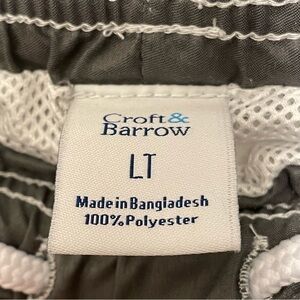 Croft&
Barrow
LT
Made in Bangladesh
100% Polyester